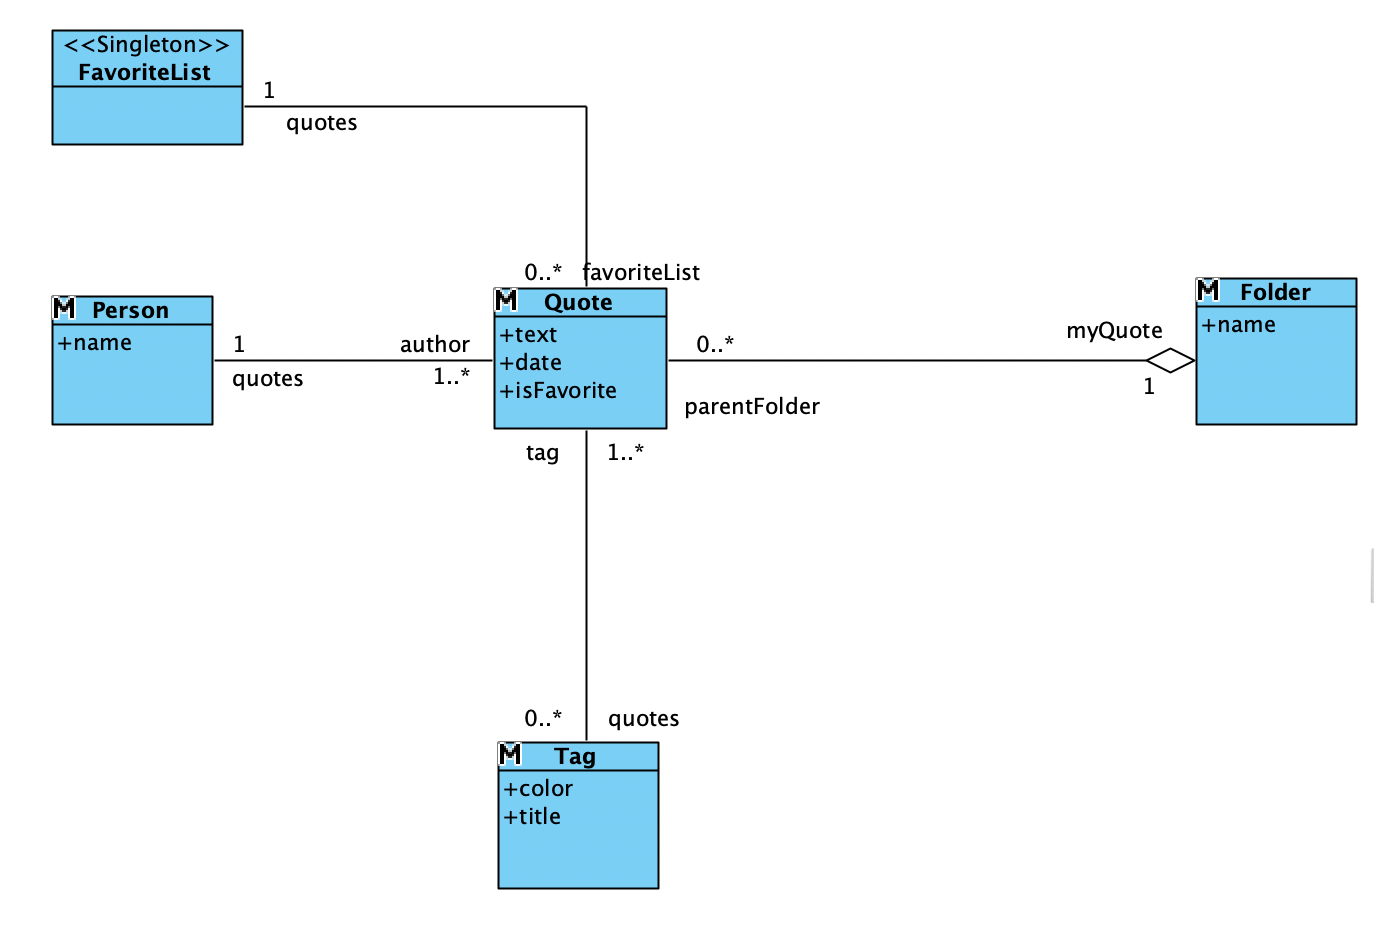 <<Singleton>>
FavoriteList
1
quotes
0..* favoriteList
M Person
+name
1
quotes
author
1..*
M Quote
+text
+date
+isFavorite
0..*
parentFolder
myQuote
1
M Folder
+name
tag 1..*
0..* quotes
M Tag
+color
+title